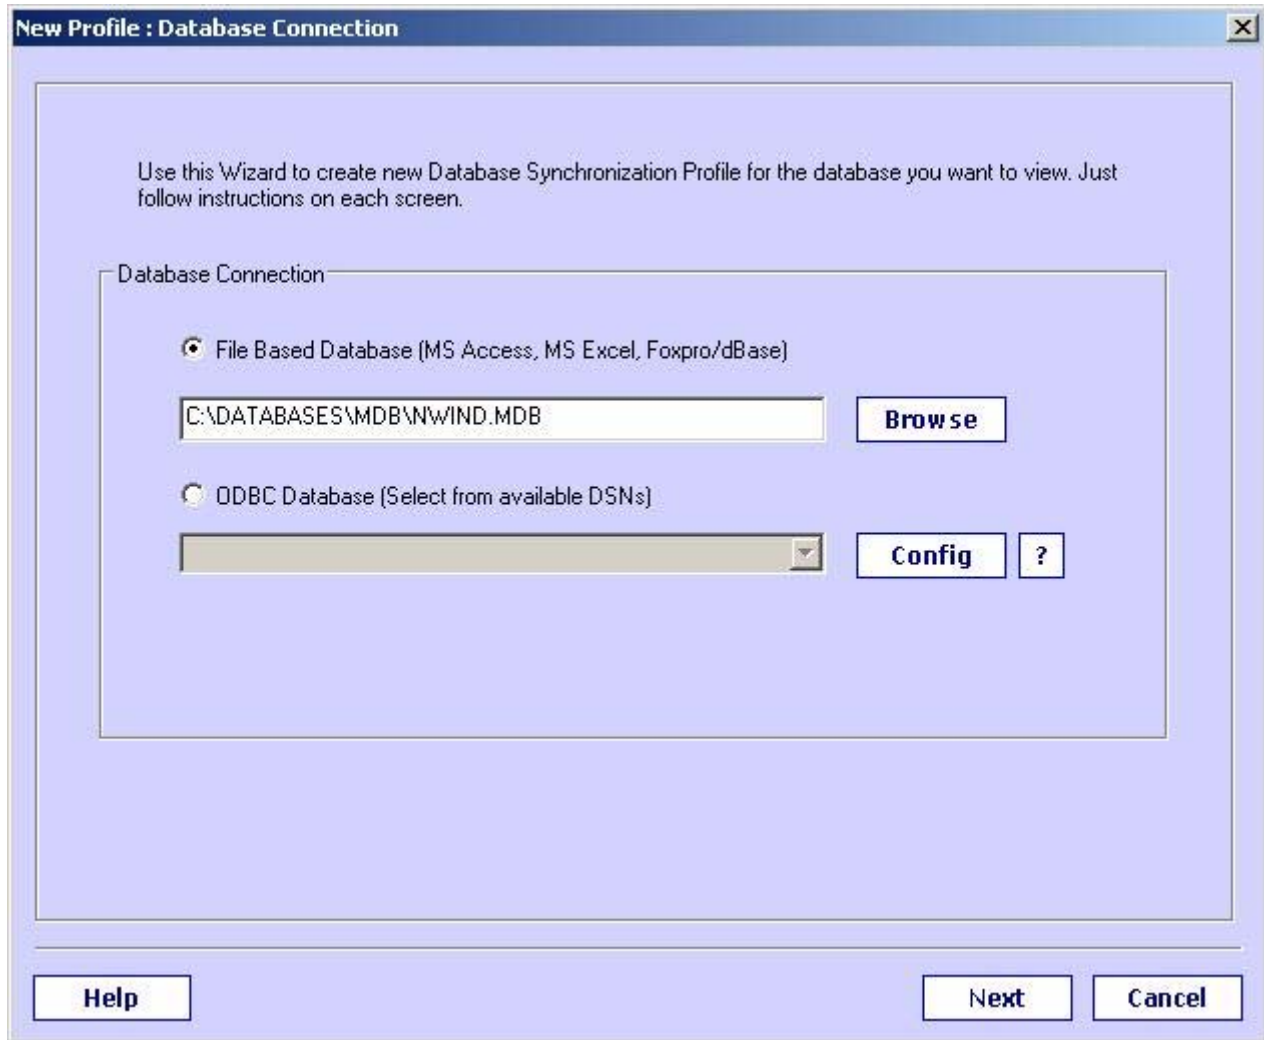 New Profile : Database Connection
Use this Wizard to create new Database Synchronization Profile for the database you want to view. Just
follow instructions on each screen.
Database Connection
File Based Database (MS Access, MS Excel, Foxpro/dBase)
C:\DATABASES\MDB\NWIND.MDB
Browse
ODBC Database (Select from available DSNs)
Config ?
Help Next Cancel